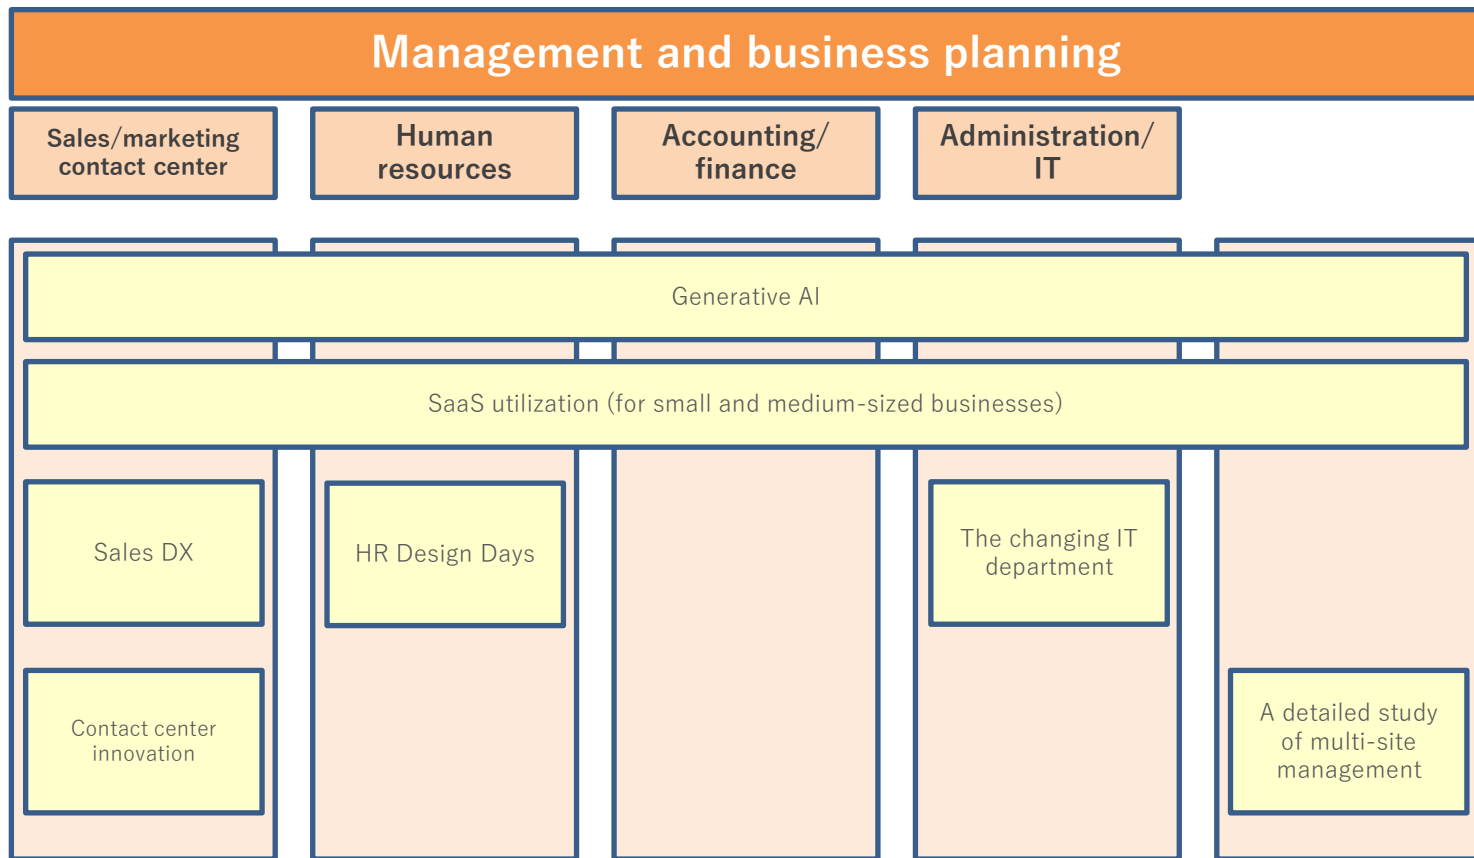 Management and business planning
Sales/marketing
contact center
Human
resources
Accounting/
finance
Administration/
IT
Generative AI
SaaS utilization (for small and medium-sized businesses)
Sales DX
HR Design Days
The changing IT
department
Contact center
innovation
A detailed study
of multi-site
management